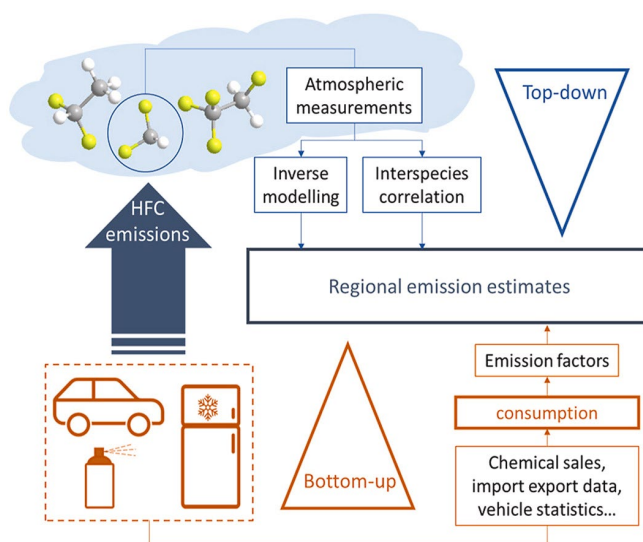 Atmospheric
measurements
Top-down
Inverse
modelling
Interspecies
correlation
HFC
emissions
Regional emission estimates
Emission factors
consumption
Bottom-up
Chemical sales,
import export data,
vehicle statistics...